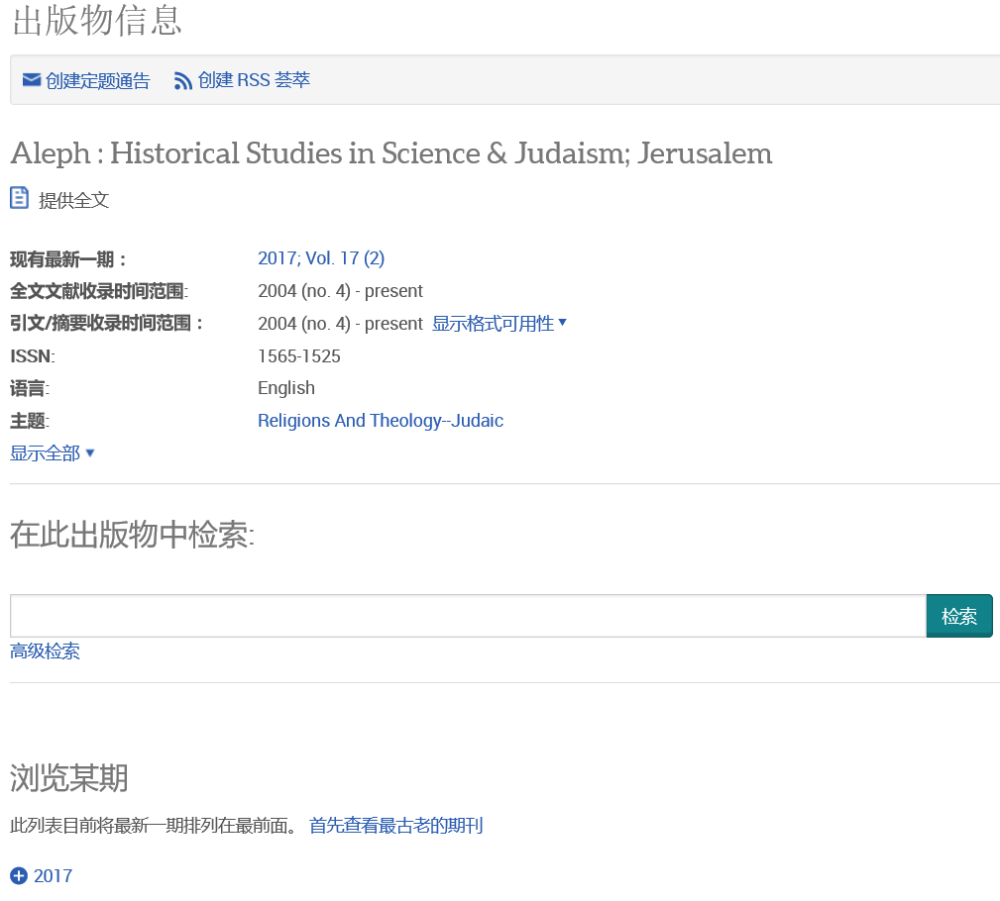 出版物信息
创建定题通告 创建 RSS 荟萃
Aleph : Historical Studies in Science & Judaism; Jerusalem
提供全文
现有最新一期： 2017; Vol. 17 (2)
全文文献收录时间范围: 2004 (no. 4) - present
引文/摘要收录时间范围： 2004 (no. 4) - present 显示格式可用性
ISSN: 1565-1525
语言: English
主题: Religions And Theology--Judaic
显示全部
在此出版物中检索:
检索
高级检索
浏览某期
此列表目前将最新一期排列在最前面。 首先查看最古老的期刊
2017